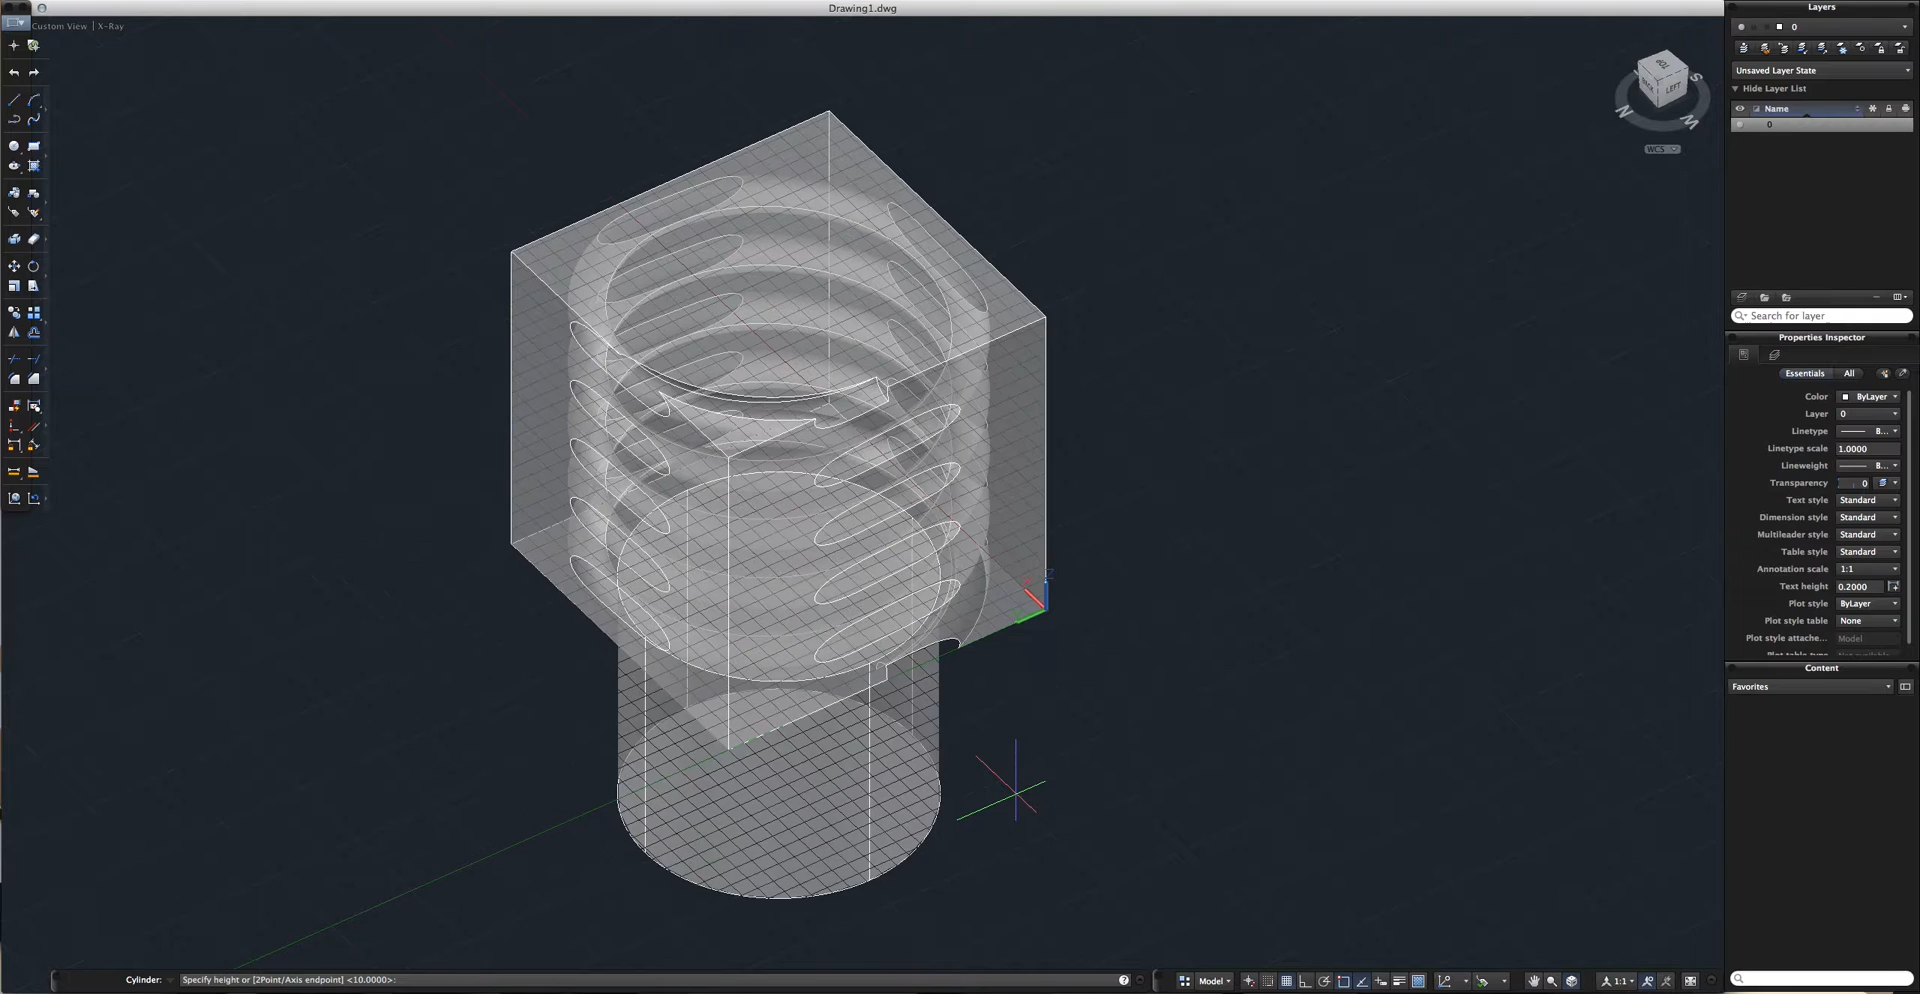 Drawing1.dwg
Custom View | X-Ray
TOP
BACK
LEFT
S
N
M
WCS
Z
Layers
0
Unsaved Layer State
Hide Layer List
Name
0
Search for layer
Properties Inspector
Essentials All
Color ByLayer
Layer 0
Linetype B...
Linetype scale 1.0000
Lineweight B...
Transparency 0
Text style Standard
Dimension style Standard
Multileader style Standard
Table style Standard
Annotation scale 1:1
Text height 0.2000
Plot style ByLayer
Plot style table None
Plot style attache... Model
Content
Favorites
Cylinder: Specify height or [2Point/Axis endpoint] <10.0000>:
Model
1:1